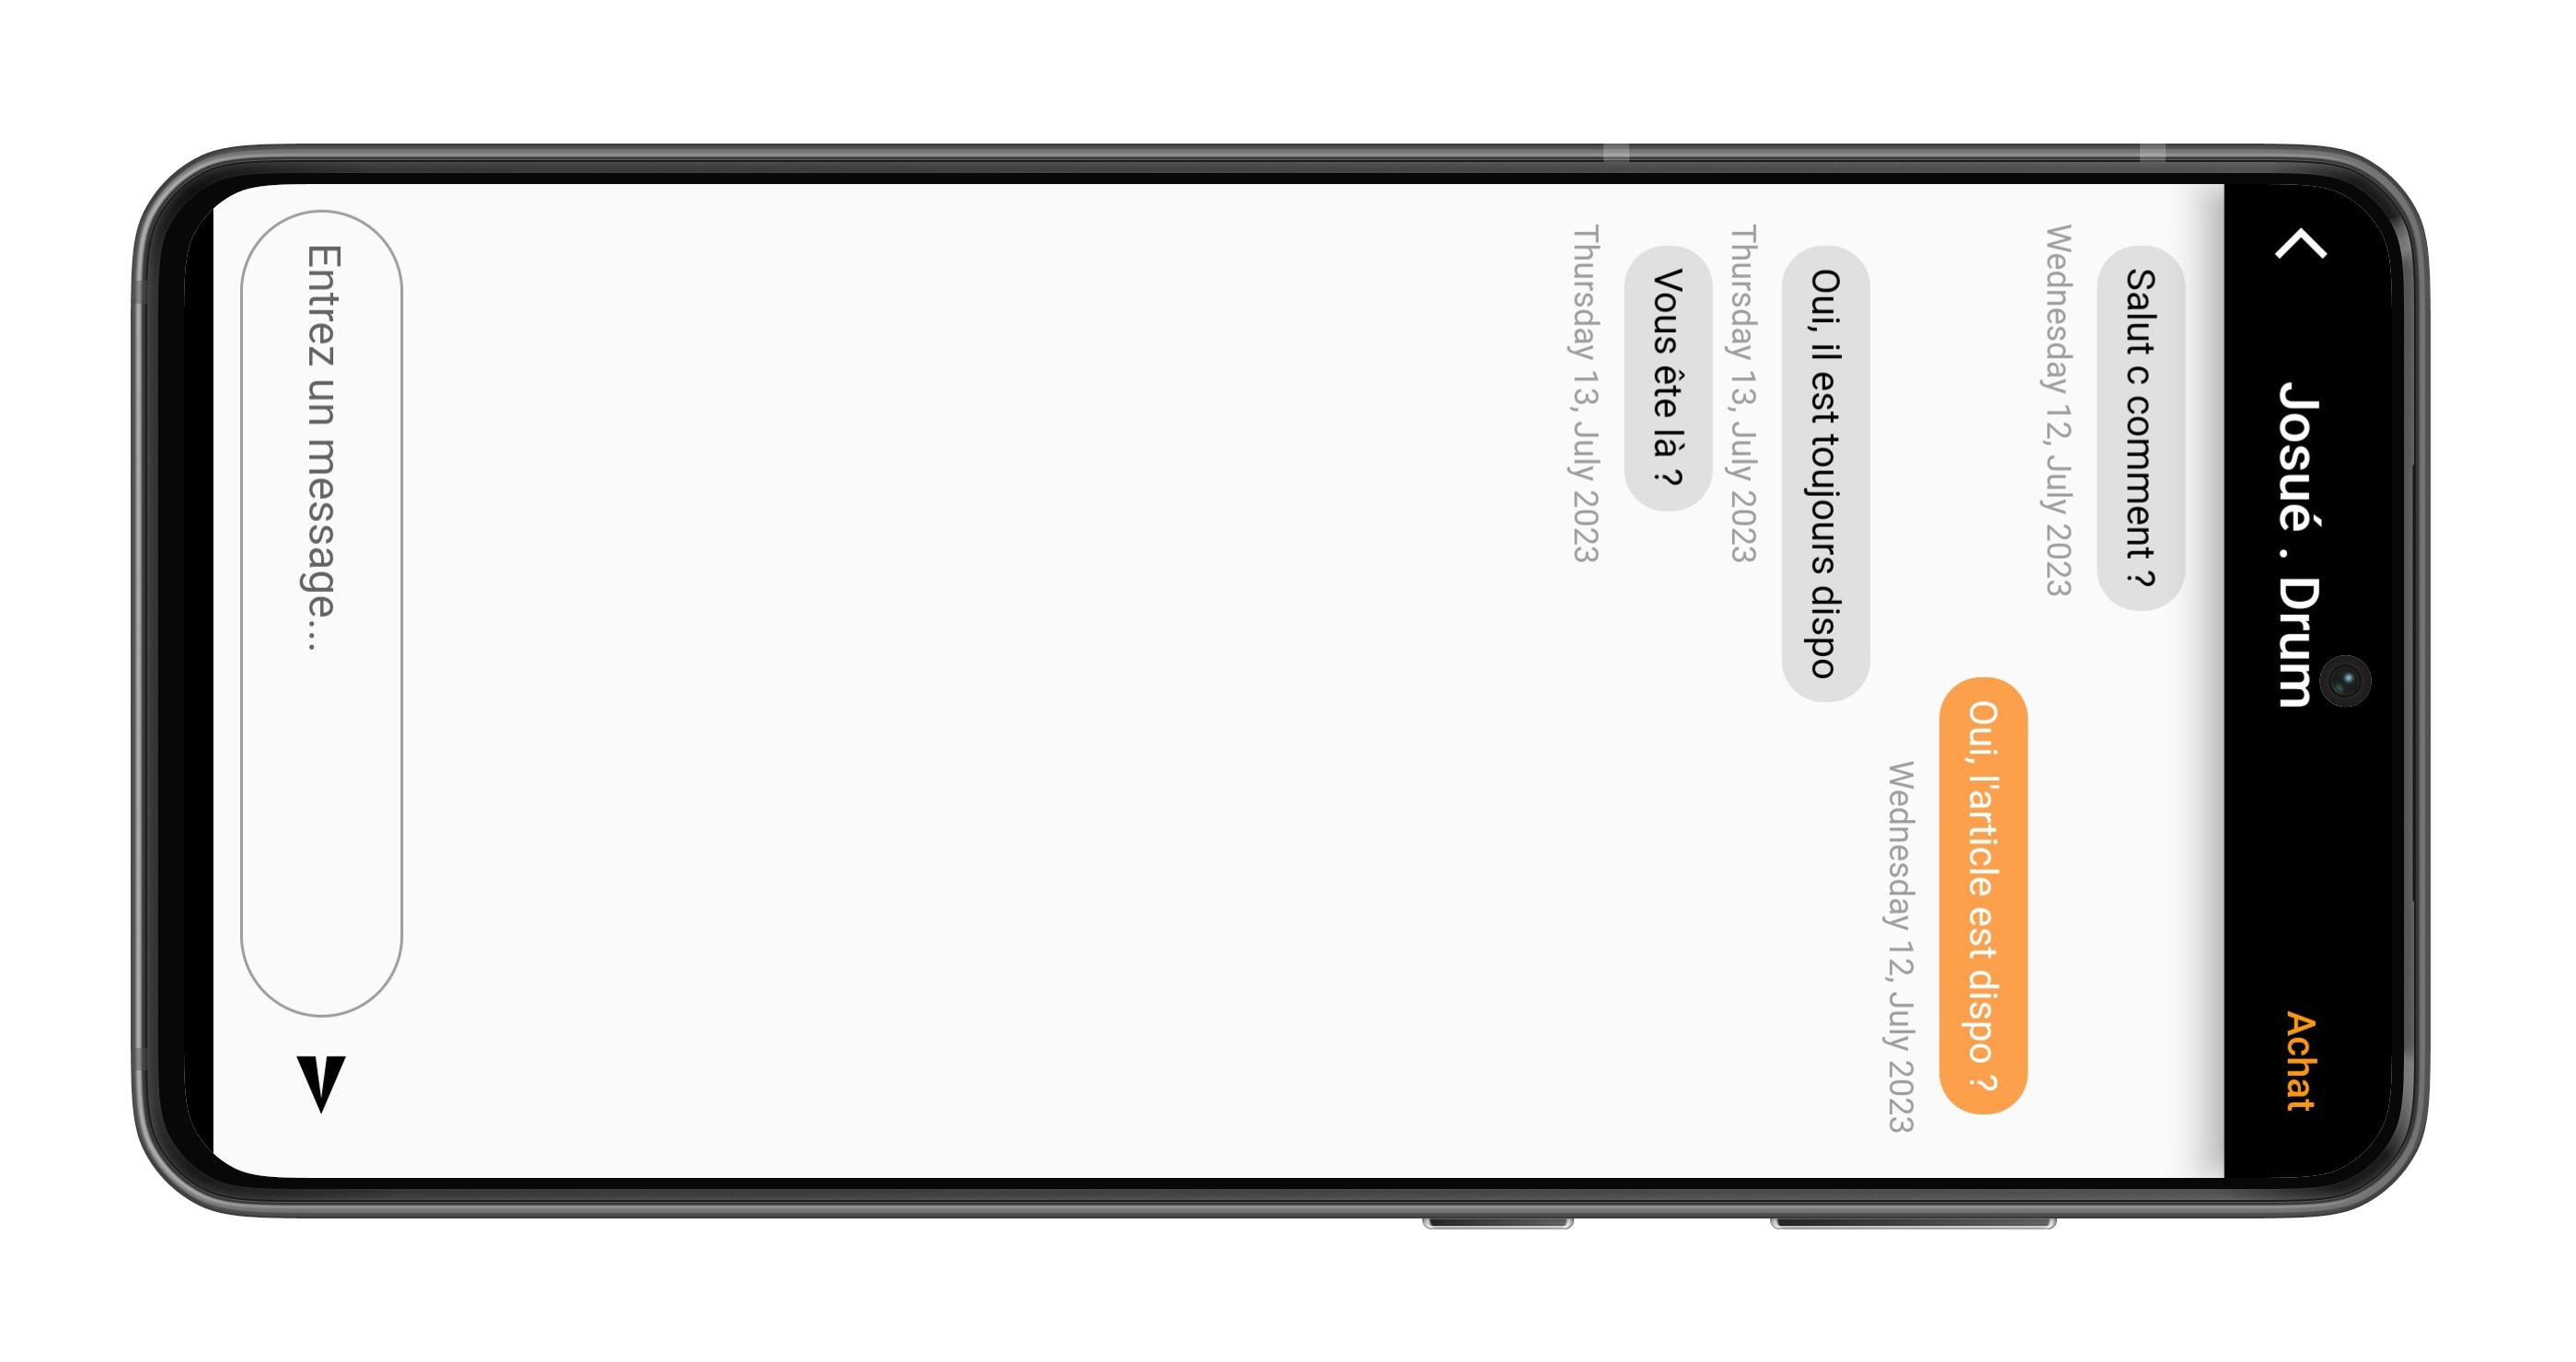 Josué . Drum
Achat
Salut c comment ?
Wednesday 12, July 2023
Oui, l'article est dispo ?
Wednesday 12, July 2023
Oui, il est toujours dispo
Thursday 13, July 2023
Vous ête là ?
Thursday 13, July 2023
Entrez un message...